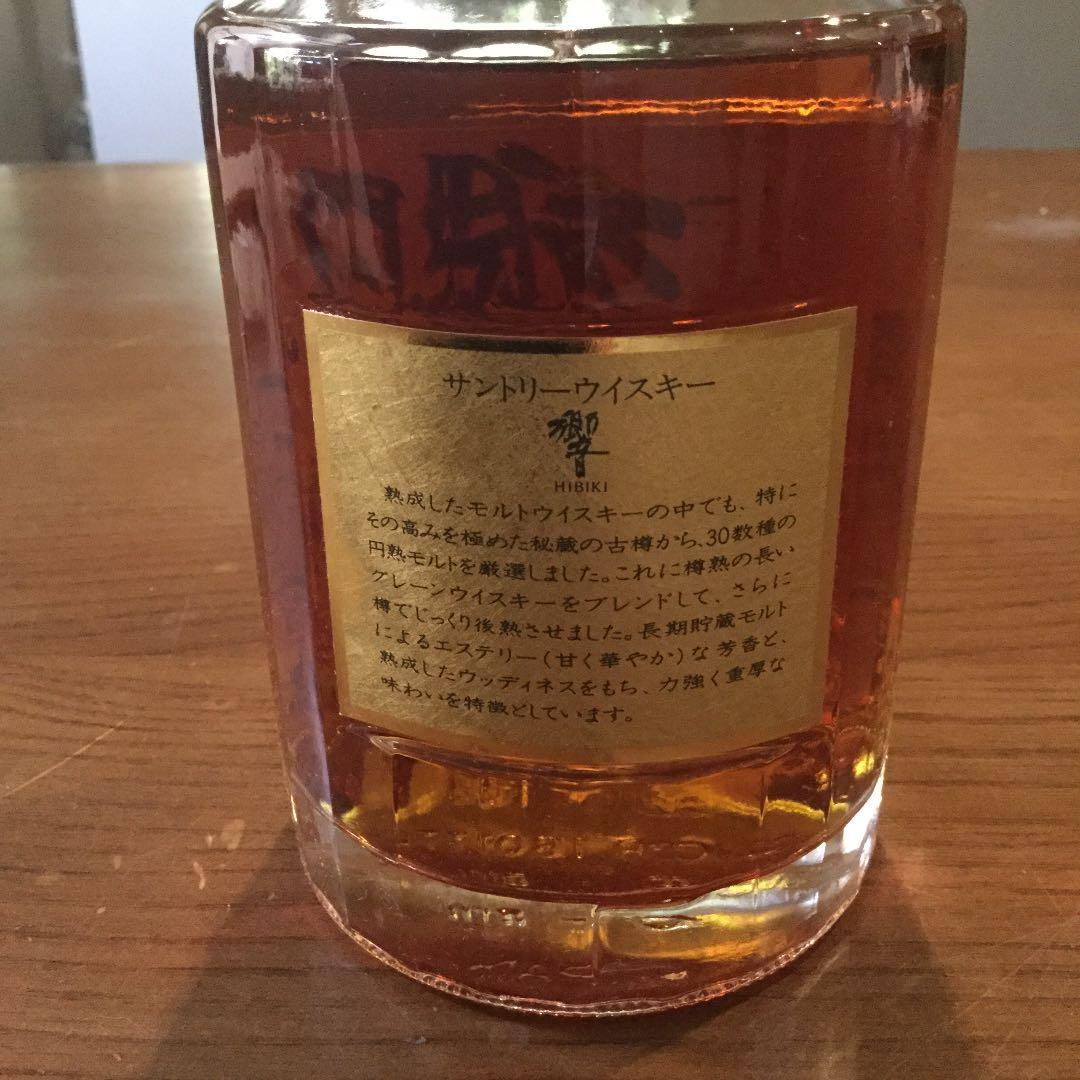 サントリーウイスキー
響
HIBIKI
熟成したモルトウイスキーの中でも、特に
その高みを極めた秘蔵の古樽から、30数種の
円熟モルトを厳選しました。これに樽熟の長い
グレーンウイスキーをブレンドして、さらに
樽でじっくり後熟させました。長期貯蔵モルト
によるエステリー(甘く華やか)な芳香と、
熟成したウッディネスをもち、力強く重厚な
味わいを特徴としています。